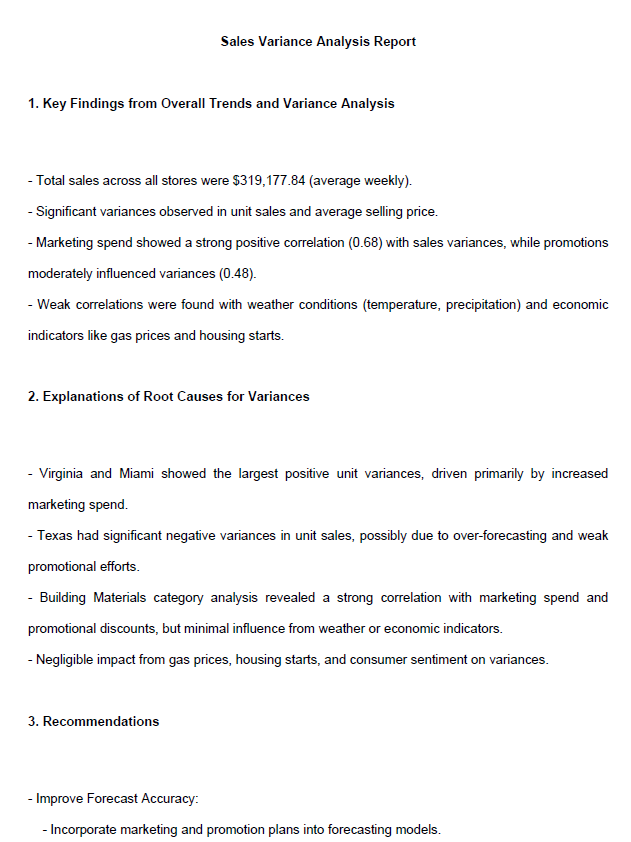 Sales Variance Analysis Report
1. Key Findings from Overall Trends and Variance Analysis
- Total sales across all stores were $319,177.84 (average weekly).
- Significant variances observed in unit sales and average selling price.
- Marketing spend showed a strong positive correlation (0.68) with sales variances, while promotions
moderately influenced variances (0.48).
- Weak correlations were found with weather conditions (temperature, precipitation) and economic
indicators like gas prices and housing starts.
2. Explanations of Root Causes for Variances
- Virginia and Miami showed the largest positive unit variances, driven primarily by increased
marketing spend.
- Texas had significant negative variances in unit sales, possibly due to over-forecasting and weak
promotional efforts.
- Building Materials category analysis revealed a strong correlation with marketing spend and
promotional discounts, but minimal influence from weather or economic indicators.
- Negligible impact from gas prices, housing starts, and consumer sentiment on variances.
3. Recommendations
- Improve Forecast Accuracy:
- Incorporate marketing and promotion plans into forecasting models.